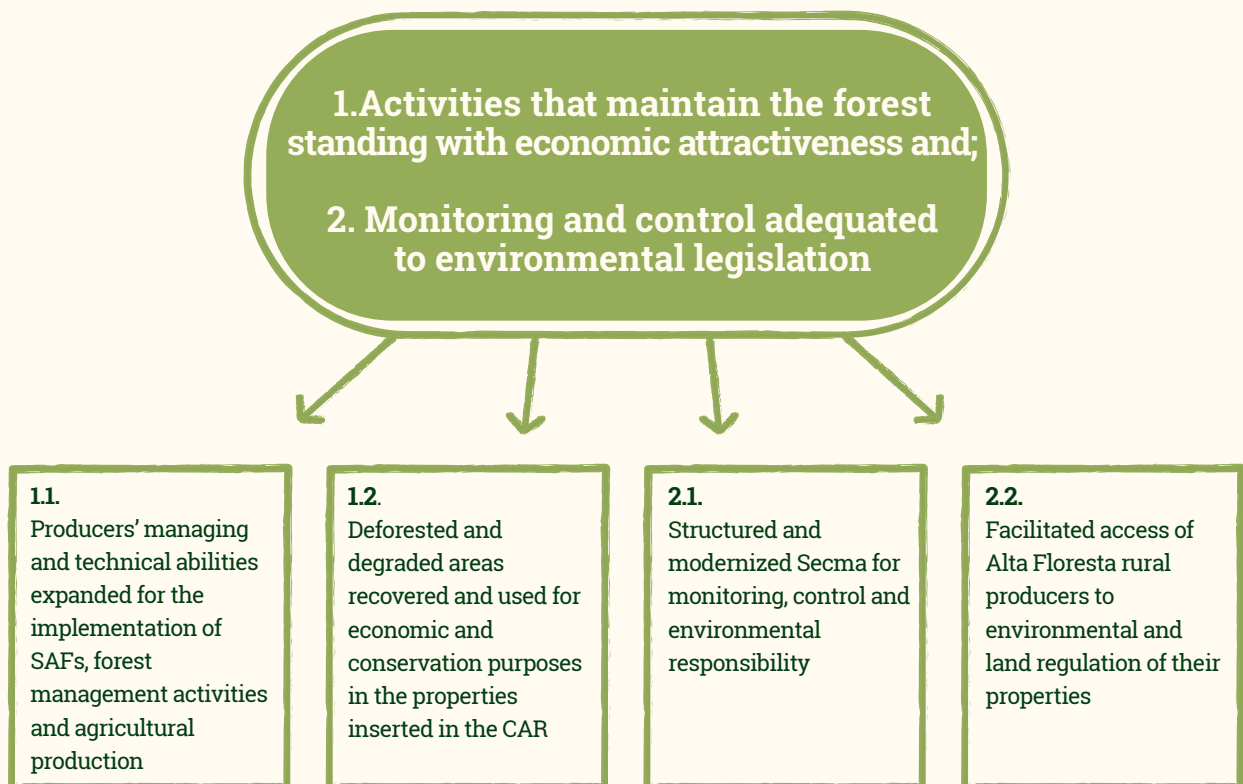 1.Activities that maintain the forest
standing with economic attractiveness and;
2. Monitoring and control adequated
to environmental legislation
1.1.
Producers' managing
and technical abilities
expanded for the
implementation of
SAFs, forest
management activities
and agricultural
production
1.2.
Deforested and
degraded areas
recovered and used for
economic and
conservation purposes
in the properties
inserted in the CAR
2.1.
Structured and
modernized Secma for
monitoring, control and
environmental
responsibility
2.2.
Facilitated access of
Alta Floresta rural
producers to
environmental and
land regulation of their
properties